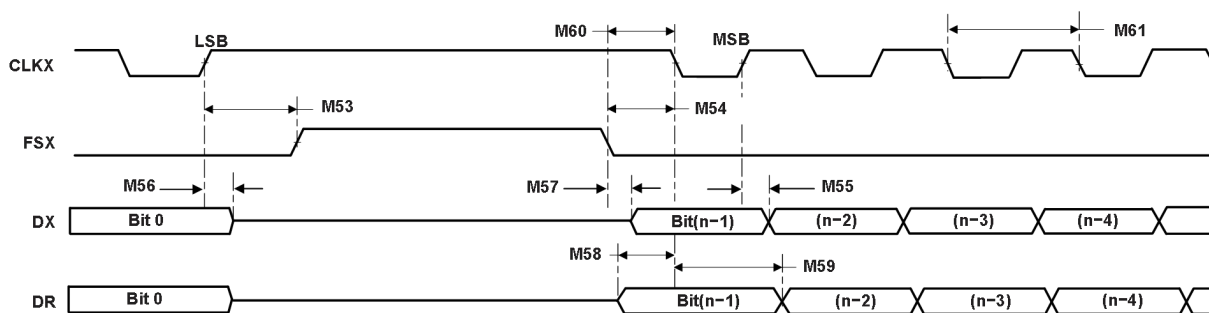 M60
M61
LSB
MSB
CLKX
M53
M54
FSX
M56
M57
M55
DX
Bit 0
Bit(n−1)
(n−2)
(n−3)
(n−4)
M58
M59
DR
Bit 0
Bit(n−1)
(n−2)
(n−3)
(n−4)